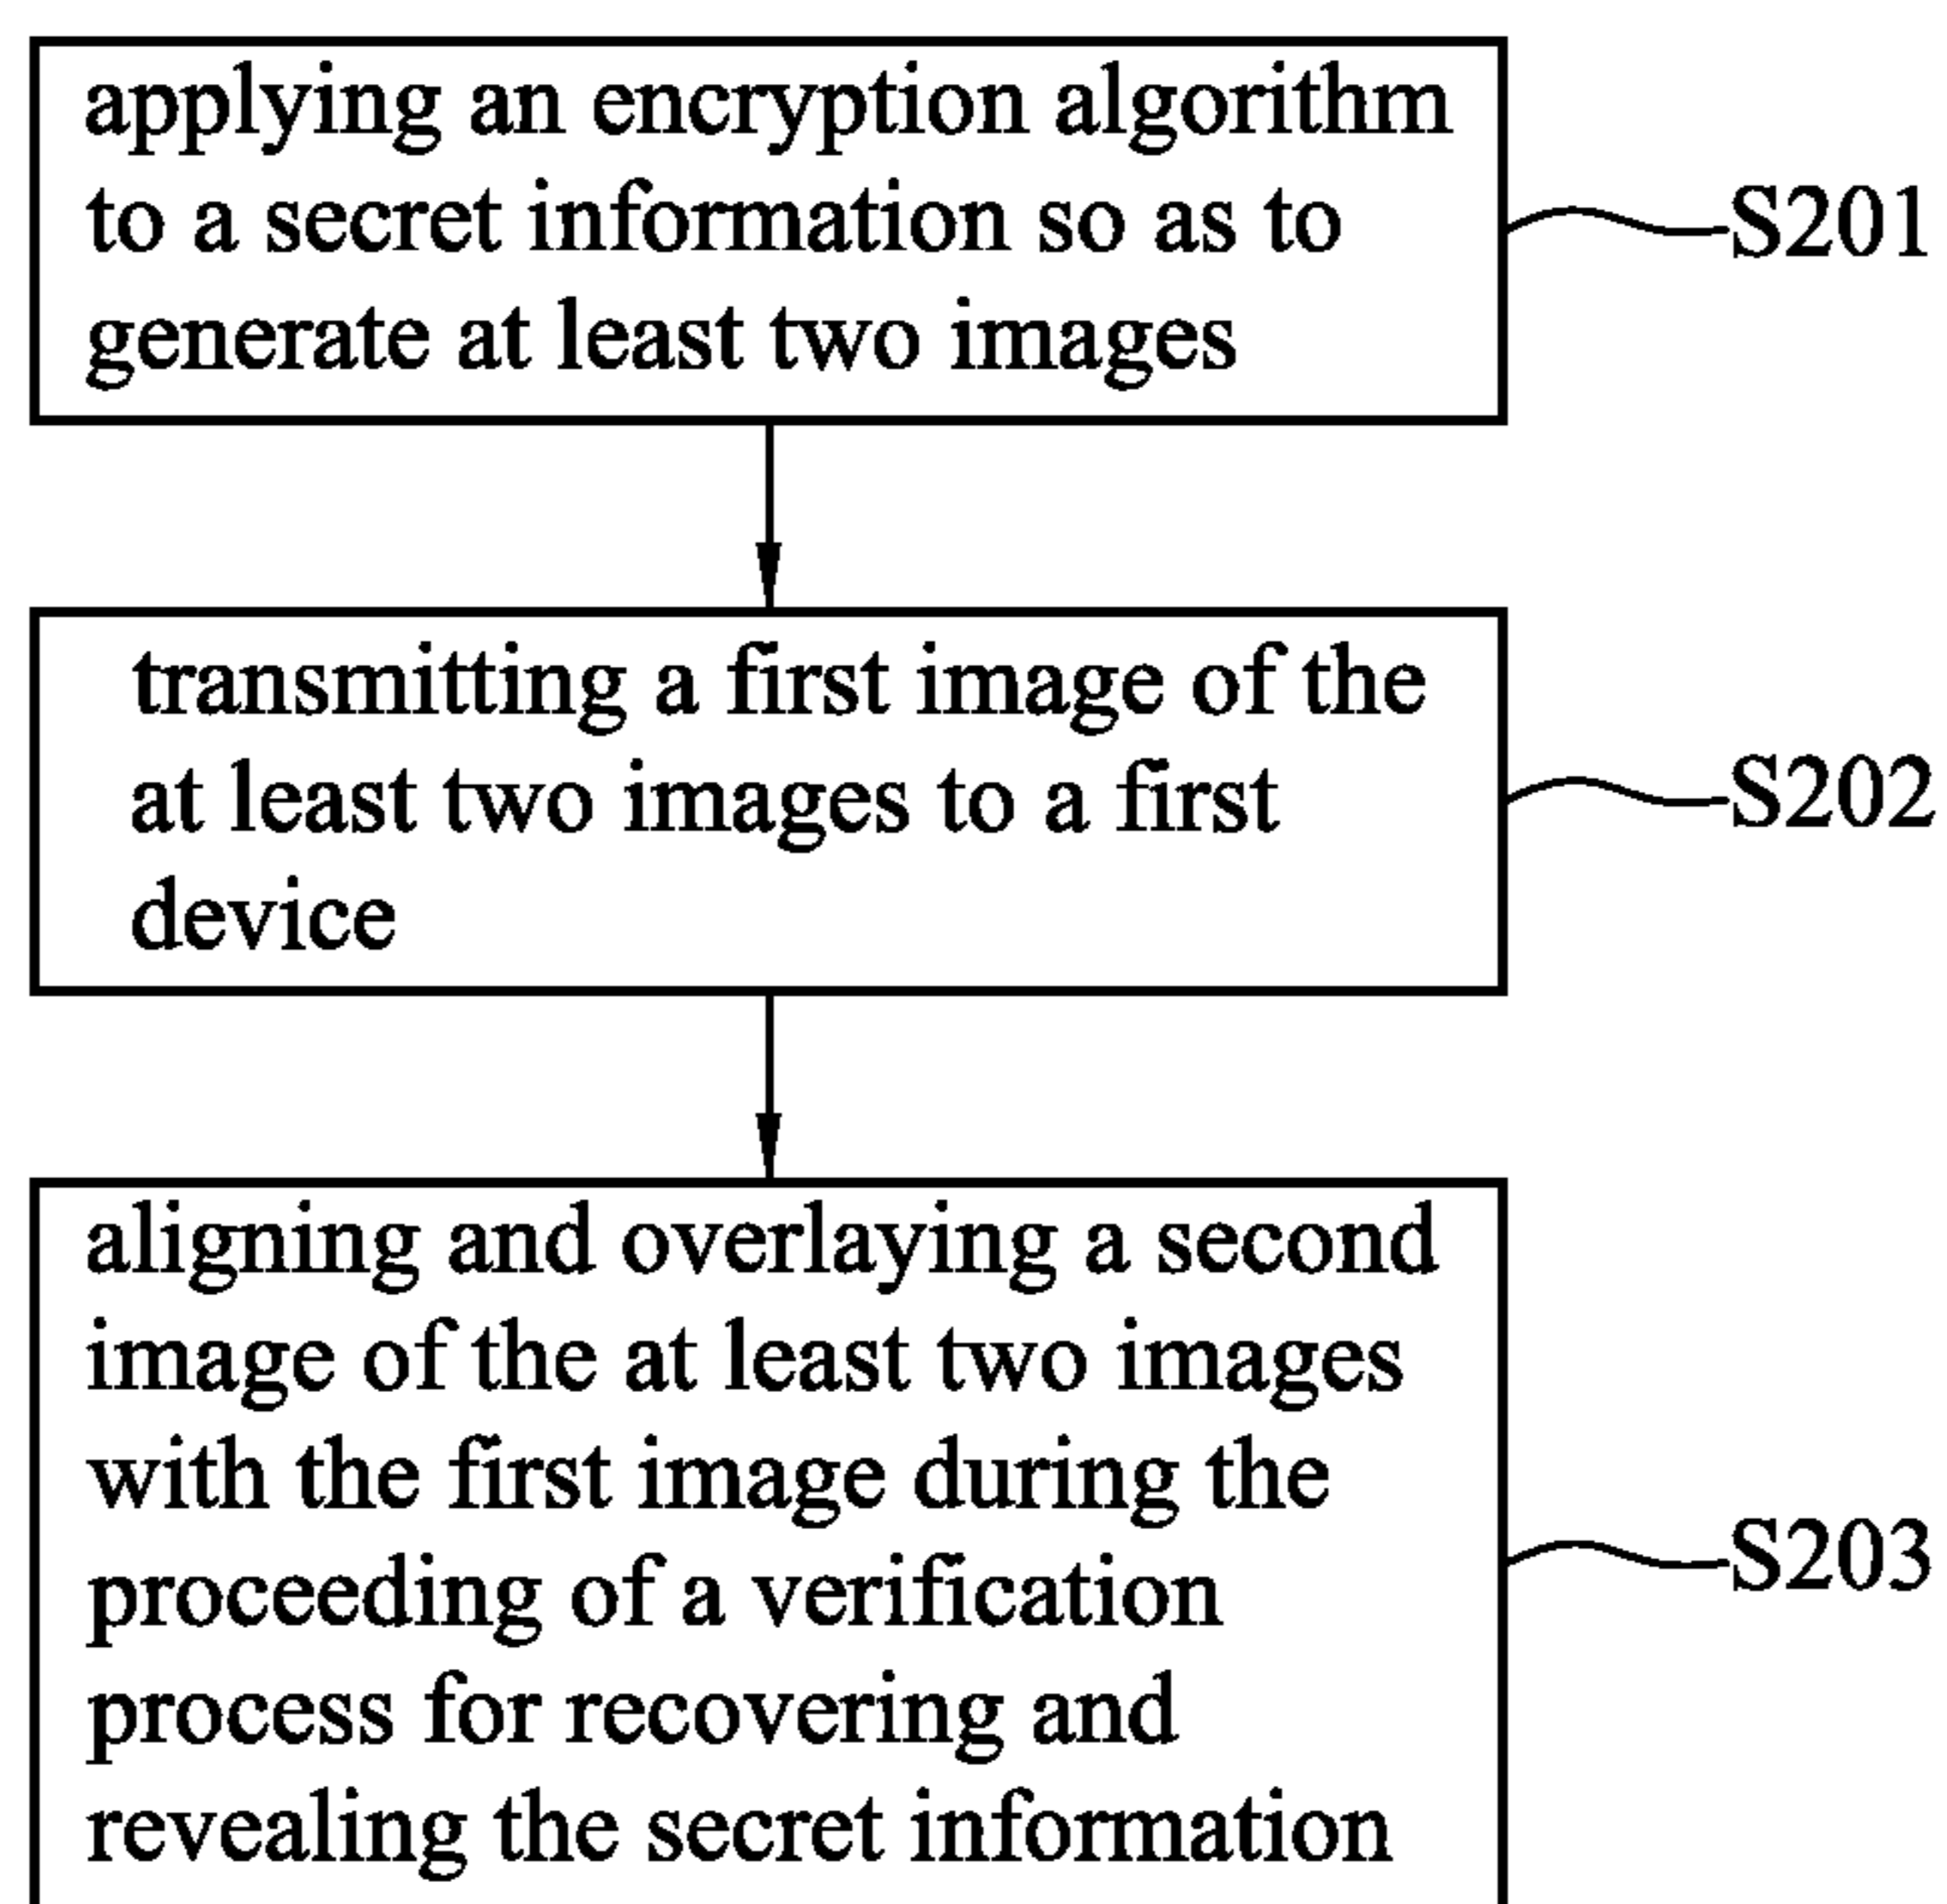 applying an encryption algorithm
to a secret information so as to
generate at least two images
S201
transmitting a first image of the
at least two images to a first
device
S202
aligning and overlaying a second
image of the at least two images
with the first image during the
proceeding of a verification
process for recovering and
revealing the secret information
S203